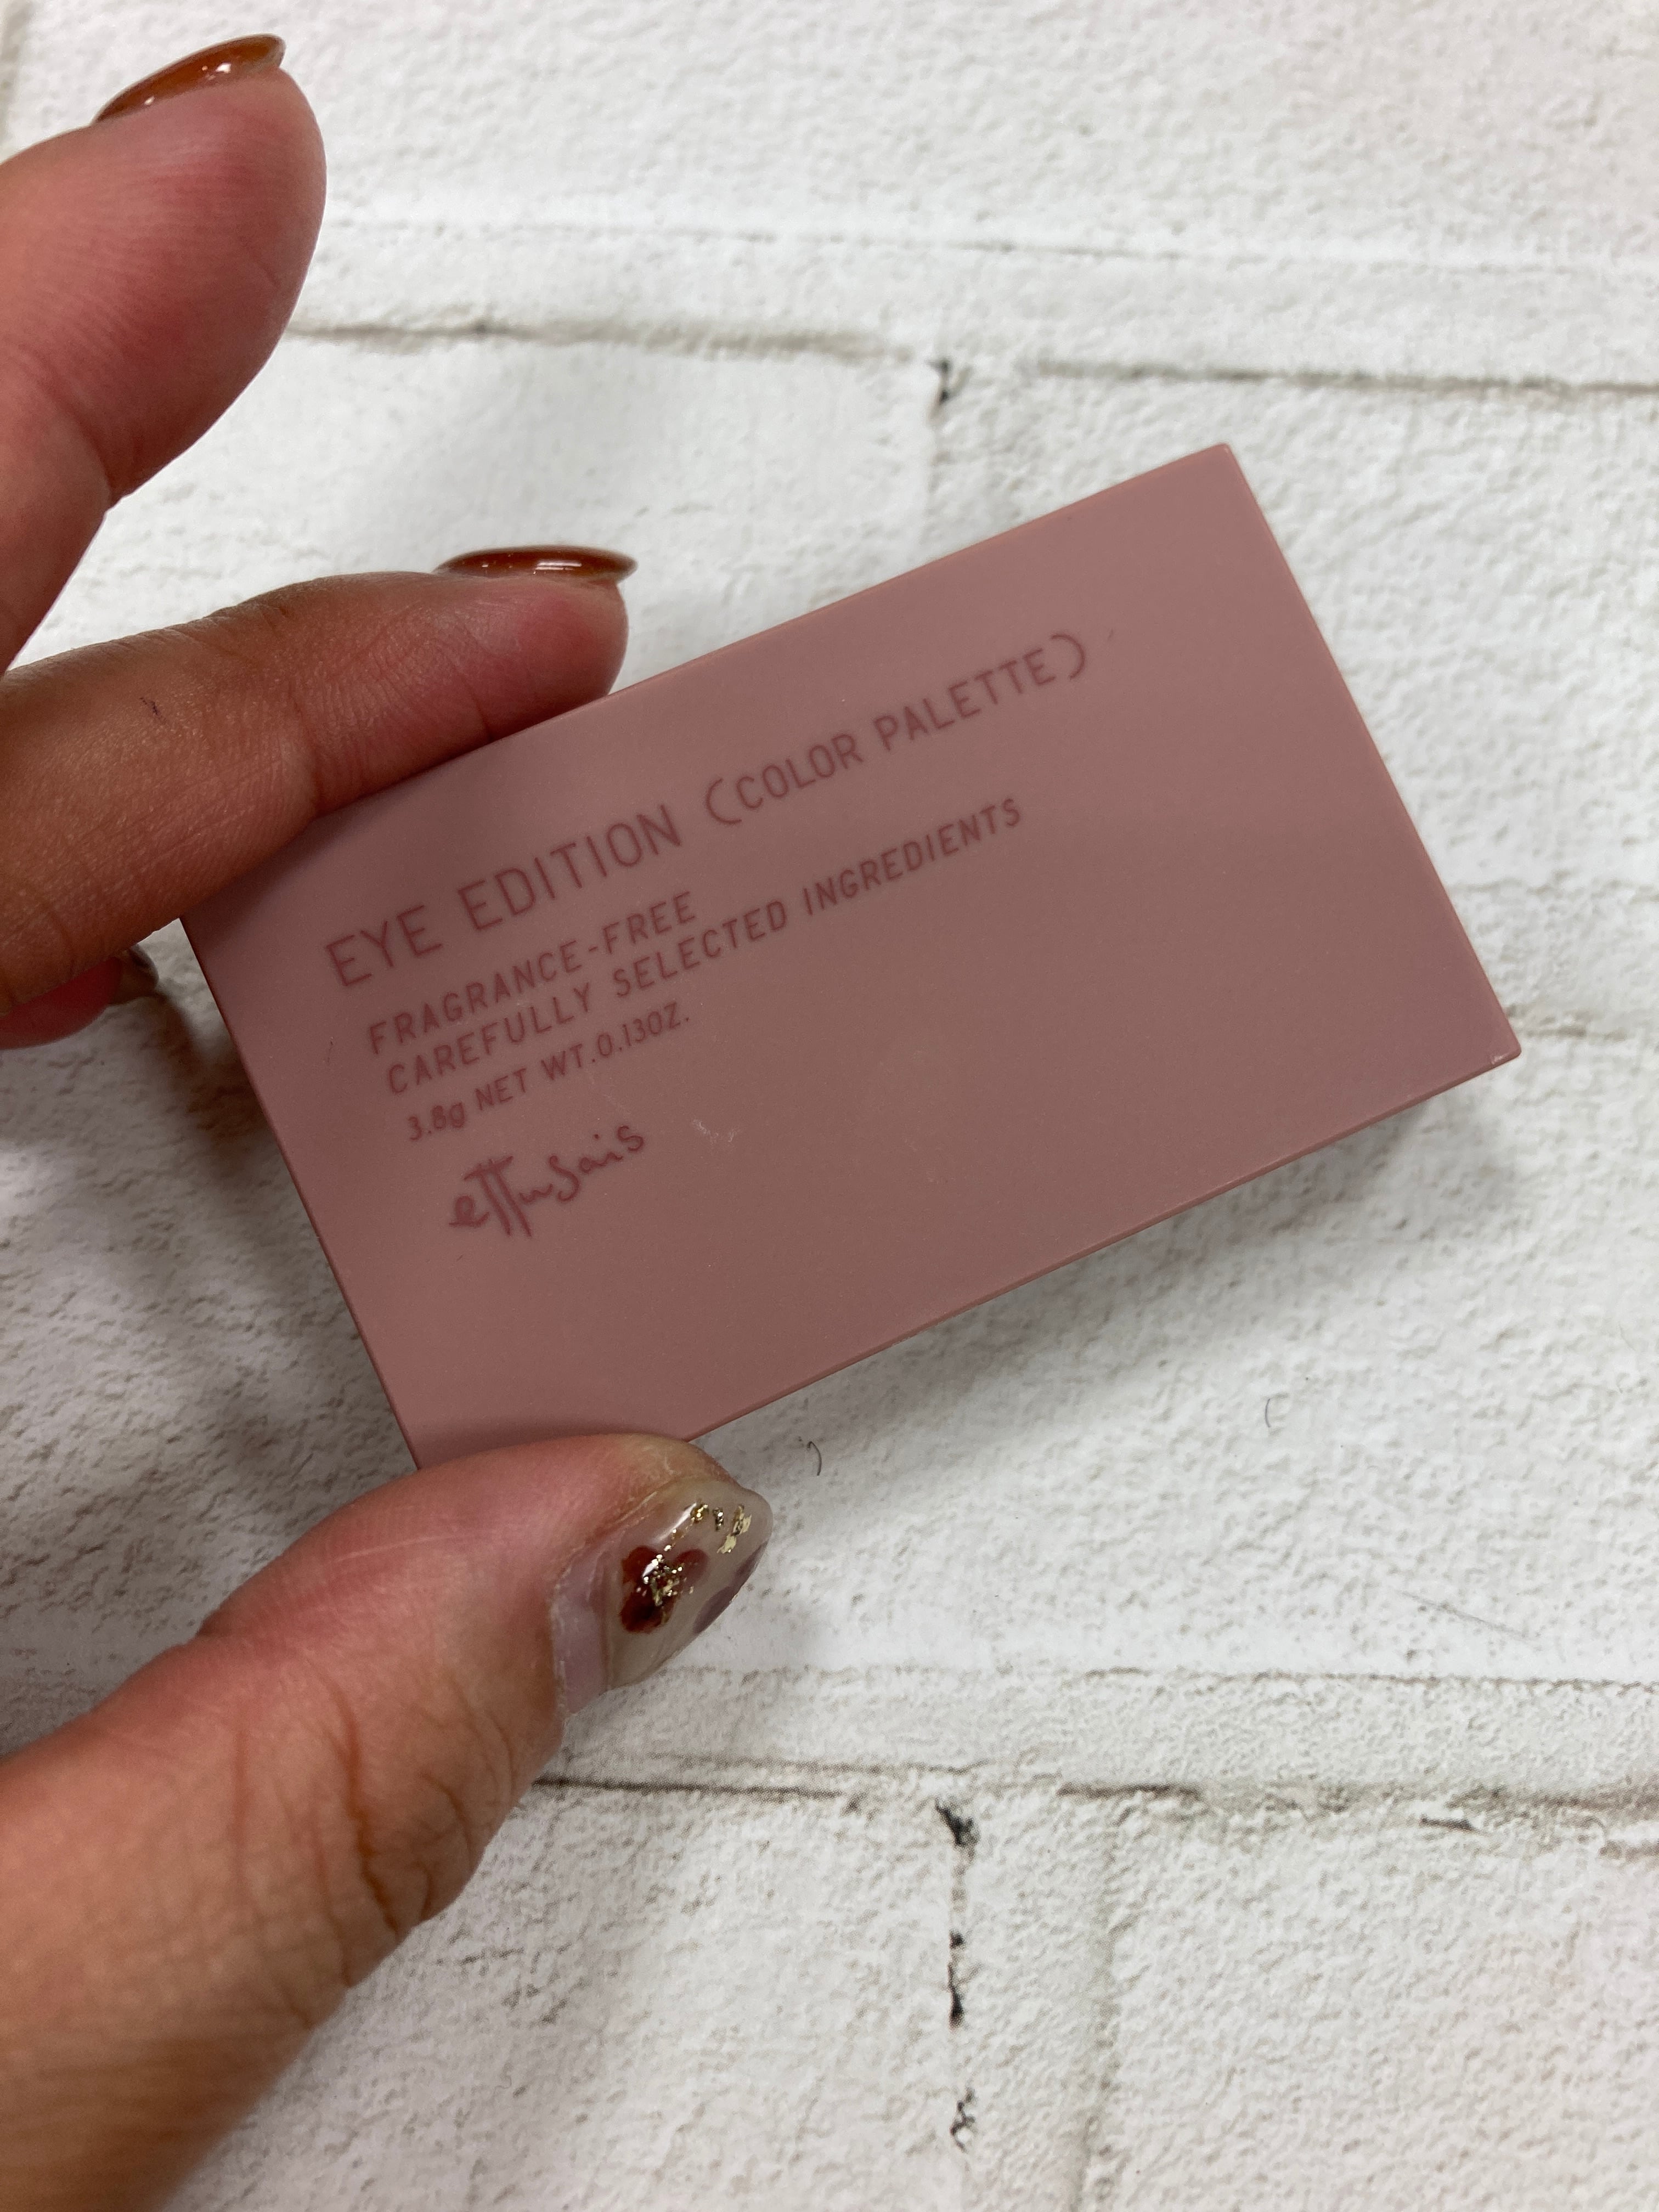 EYE EDITION (COLOR PALETTE)
FRAGRANCE-FREE
CAREFULLY SELECTED INGREDIENTS
3.8g NET WT.0.13OZ.
ettusais